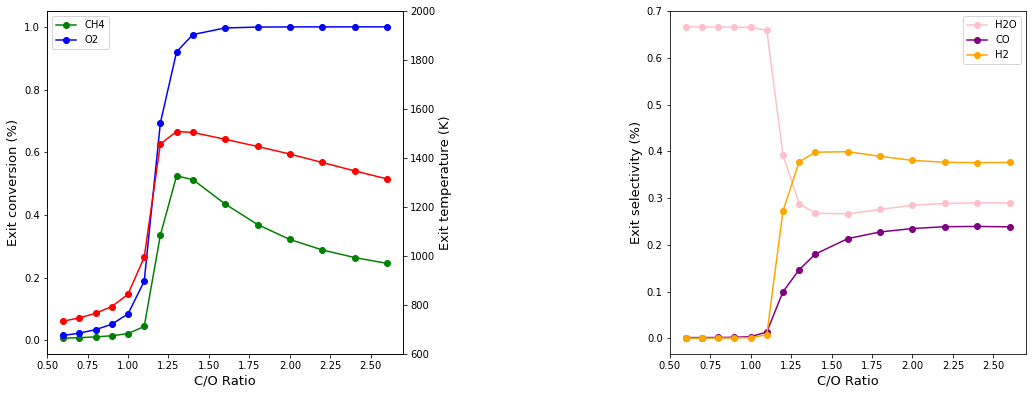 CH4
O2
1.0
0.8
0.6
0.4
0.2
0.0
Exit conversion (%)
0.50 0.75 1.00 1.25 1.50 1.75 2.00 2.25 2.50
C/O Ratio
2000
1800
1600
1400
1200
1000
800
600
Exit temperature (K)
H2O
CO
H2
0.7
0.6
0.5
0.4
0.3
0.2
0.1
0.0
Exit selectivity (%)
0.50 0.75 1.00 1.25 1.50 1.75 2.00 2.25 2.50
C/O Ratio